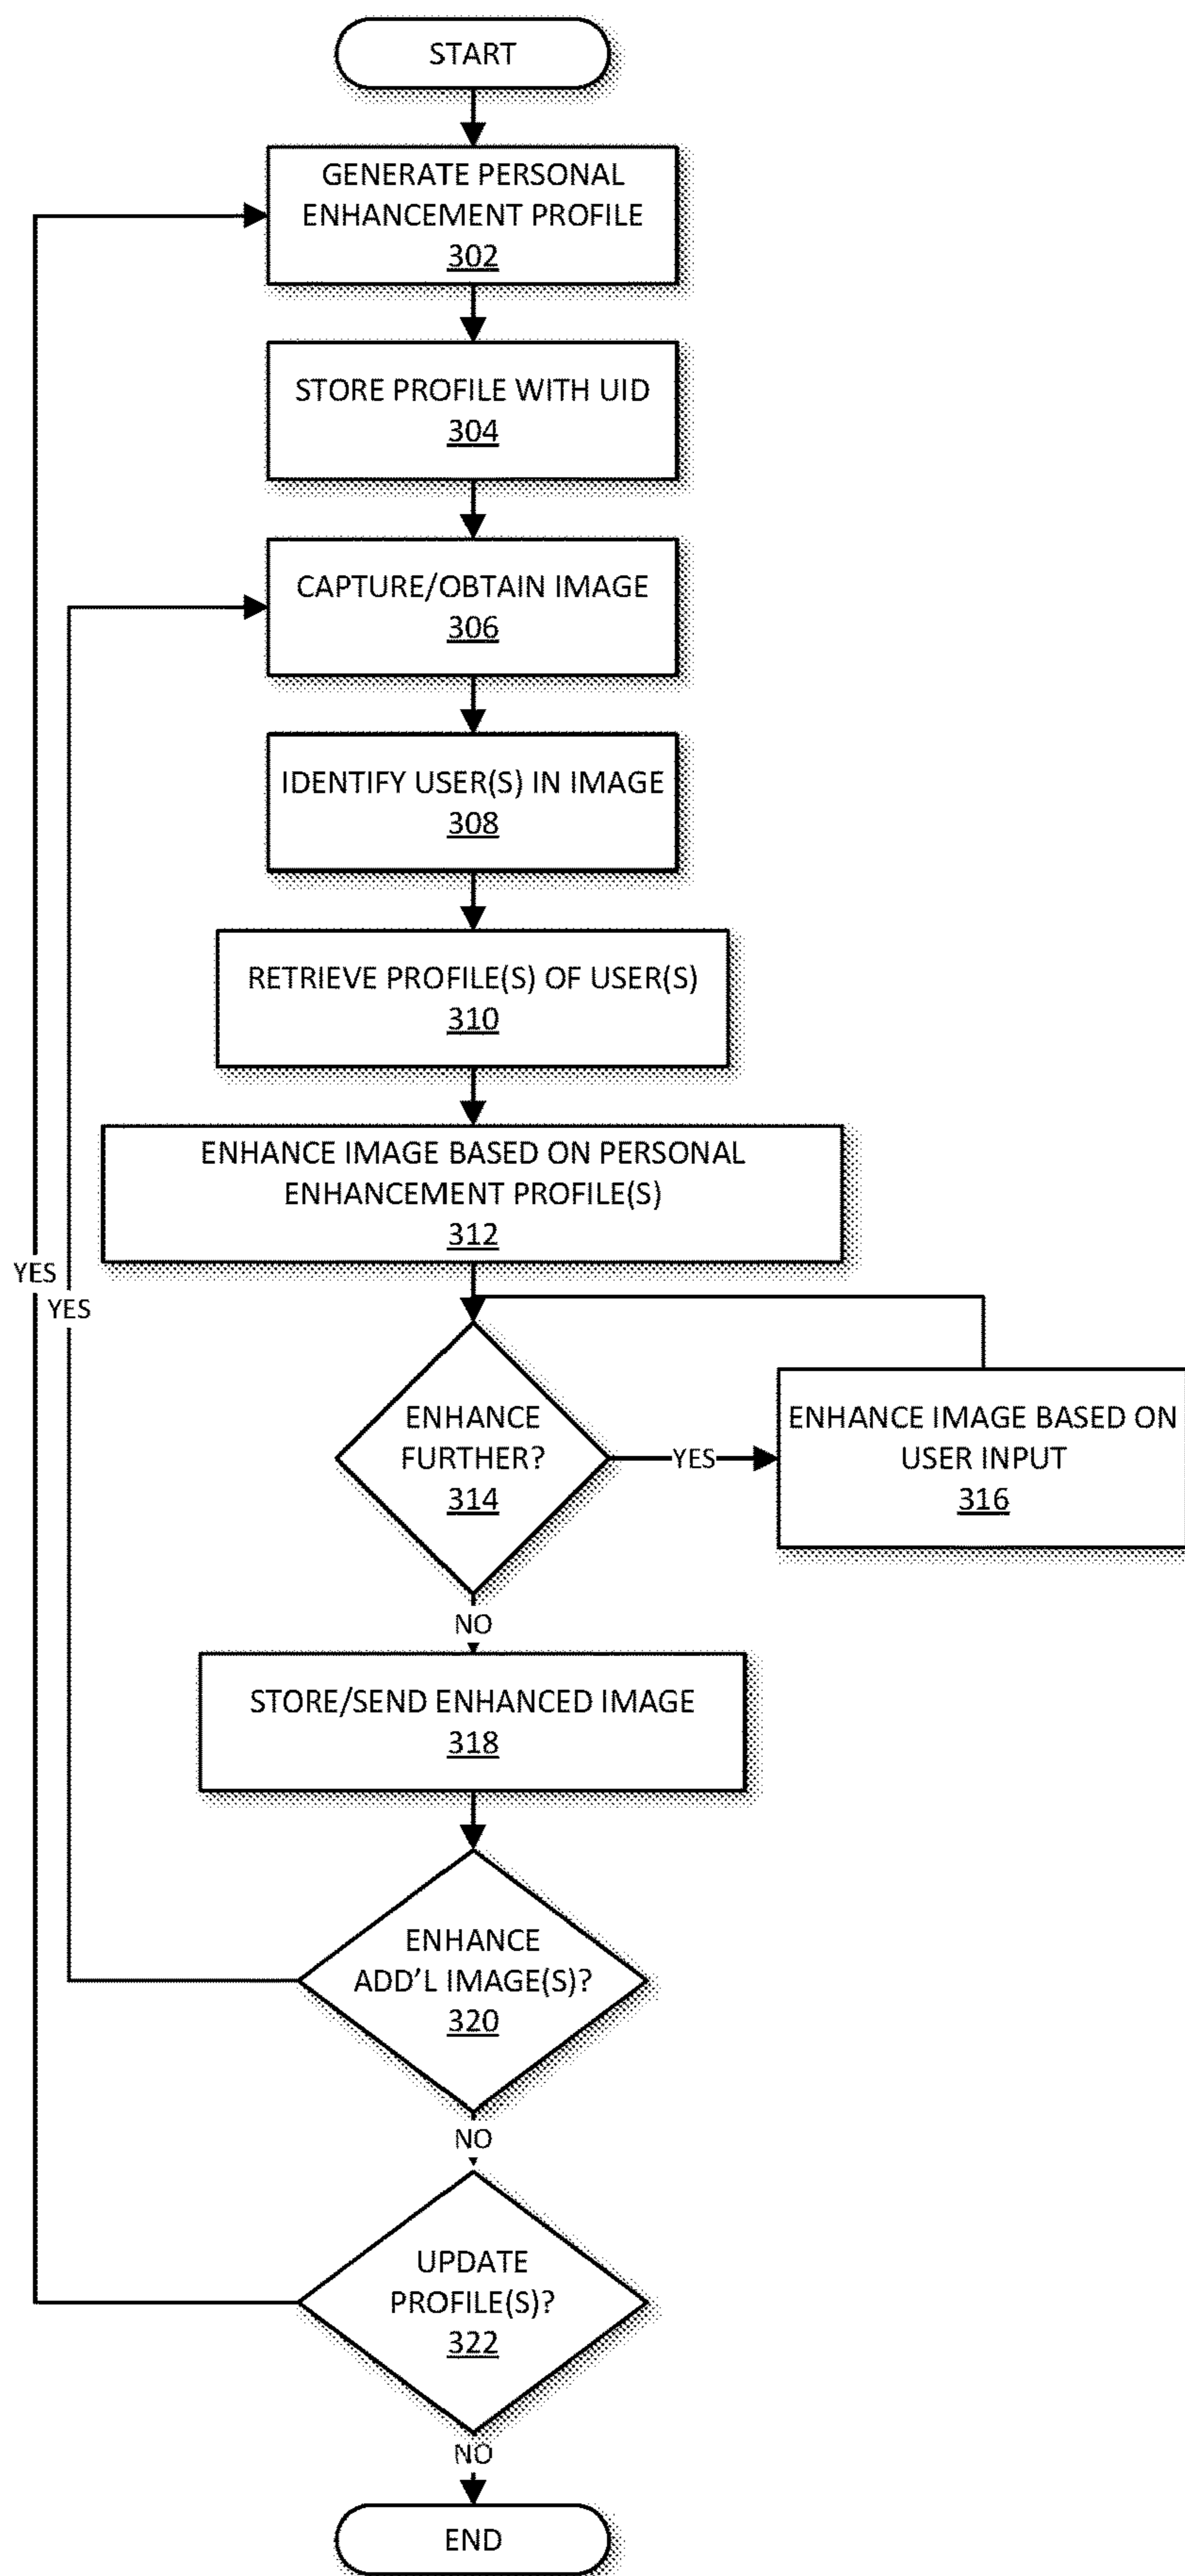 START
GENERATE PERSONAL
ENHANCEMENT PROFILE
302
STORE PROFILE WITH UID
304
CAPTURE/OBTAIN IMAGE
306
IDENTIFY USER(S) IN IMAGE
308
RETRIEVE PROFILE(S) OF USER(S)
310
ENHANCE IMAGE BASED ON PERSONAL
ENHANCEMENT PROFILE(S)
312
YES
YES
ENHANCE
FURTHER?
314
YES
ENHANCE IMAGE BASED ON
USER INPUT
316
NO
STORE/SEND ENHANCED IMAGE
318
ENHANCE
ADD'L IMAGE(S)?
320
NO
UPDATE
PROFILE(S)?
322
NO
END